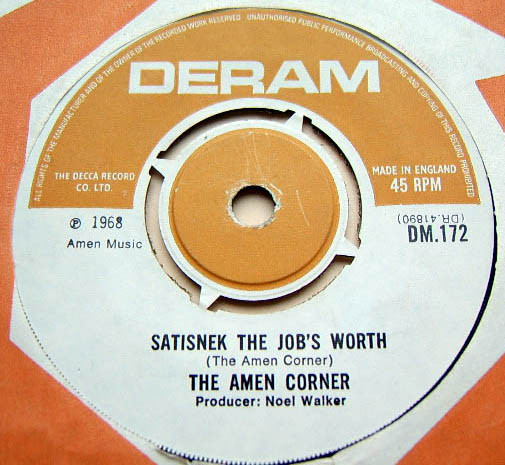 ALL RIGHTS OF THE MANUFACTURER AND OF THE OWNER OF THE RECORDED WORK RESERVED · UNAUTHORISED PUBLIC PERFORMANCE BROADCASTING AND COPYING OF THIS RECORD PROHIBITED
DERAM
THE DECCA RECORD
CO. LTD.
MADE IN ENGLAND
45 RPM
℗ 1968
Amen Music
(DR.41890)
DM.172
SATISNEK THE JOB'S WORTH
(The Amen Corner)
THE AMEN CORNER
Producer: Noel Walker